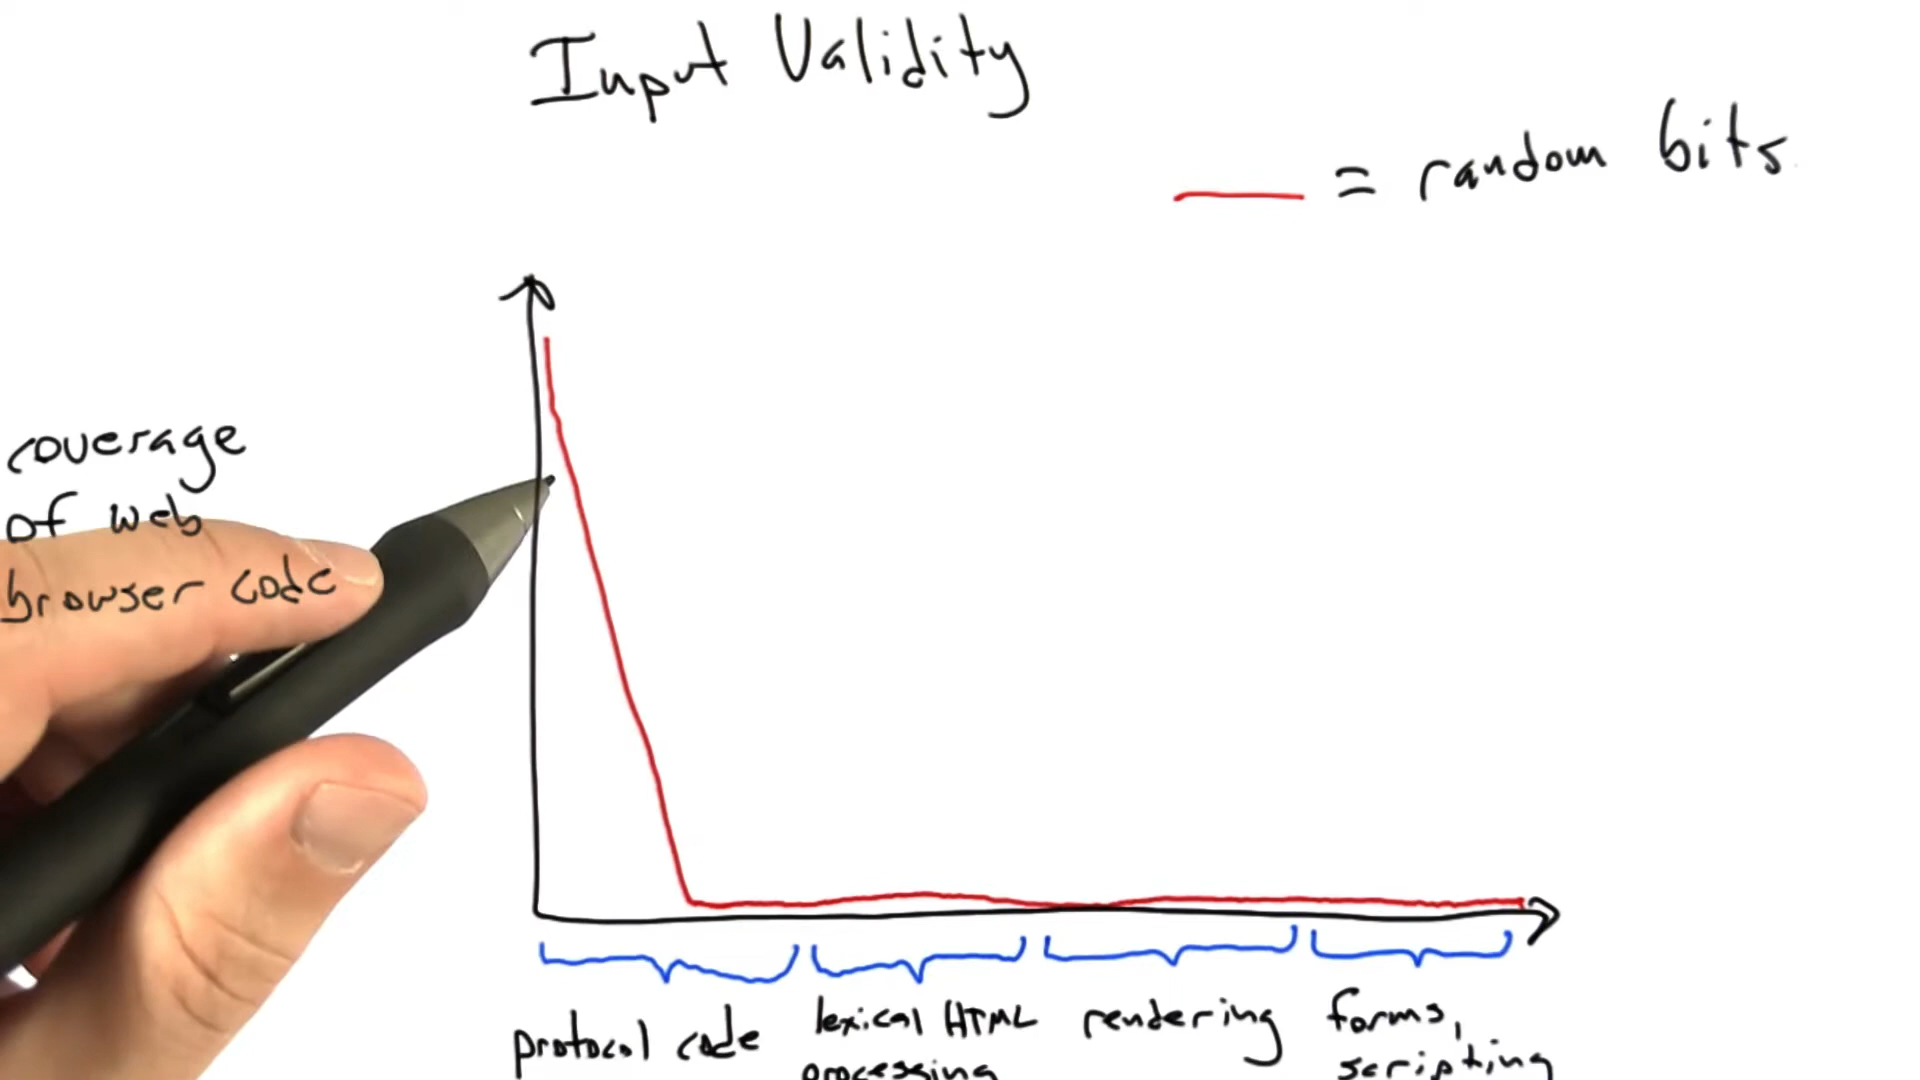 Input Validity
= random bits
coverage
of web
browser code
protocol code
lexical HTML
processing
rendering
forms,
scripting